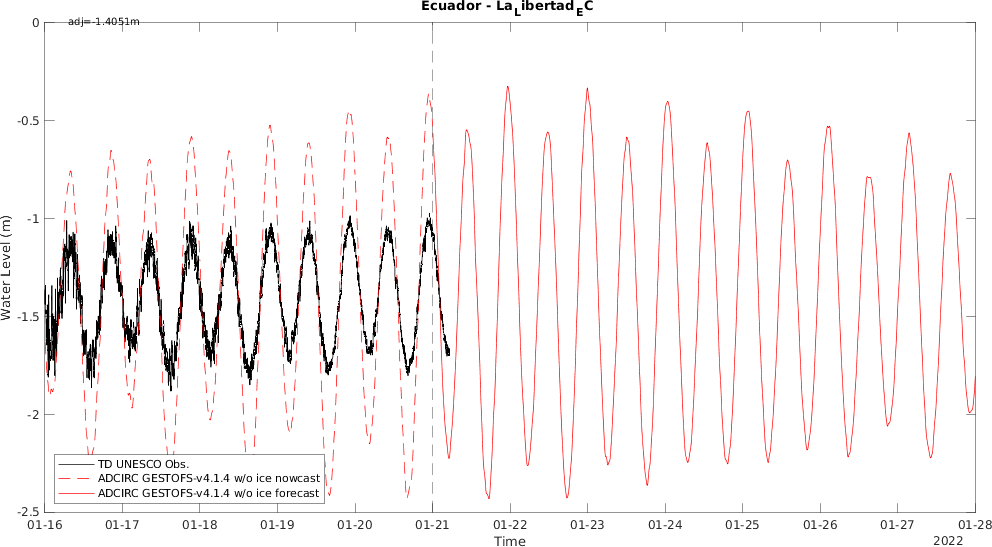 Ecuador - LaLibertadEC
adj=-1.4051m
0
-0.5
-1
-1.5
-2
-2.5
Water Level (m)
TD UNESCO Obs.
ADCIRC GESTOFS-v4.1.4 w/o ice nowcast
ADCIRC GESTOFS-v4.1.4 w/o ice forecast
01-16 01-17 01-18 01-19 01-20 01-21 01-22 01-23 01-24 01-25 01-26 01-27 01-28
Time
2022